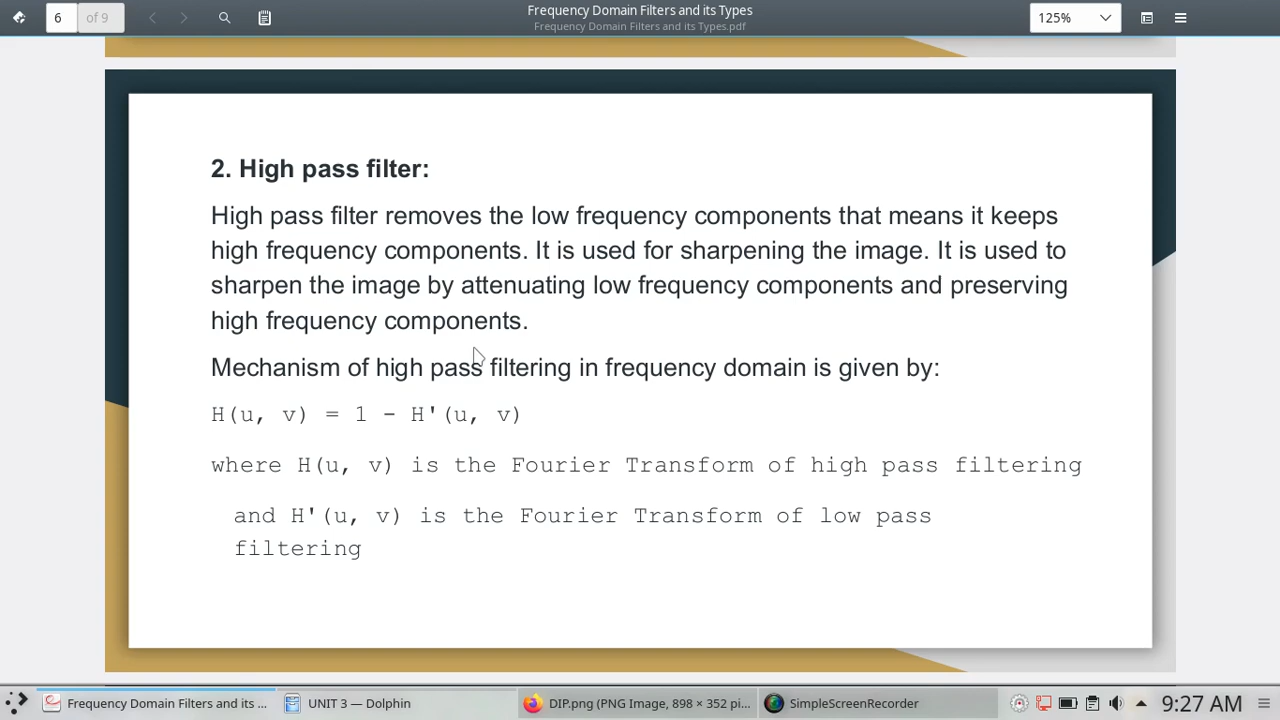 6
of 9
Frequency Domain Filters and its Types
Frequency Domain Filters and its Types.pdf
125%
2. High pass filter:
High pass filter removes the low frequency components that means it keeps
high frequency components. It is used for sharpening the image. It is used to
sharpen the image by attenuating low frequency components and preserving
high frequency components.
Mechanism of high pass filtering in frequency domain is given by:
H(u, v) = 1 - H'(u, v)
where H(u, v) is the Fourier Transform of high pass filtering
and H'(u, v) is the Fourier Transform of low pass
filtering
Frequency Domain Filters and its ...
UNIT 3 — Dolphin
DIP.png (PNG Image, 898 × 352 pi...
SimpleScreenRecorder
9:27 AM